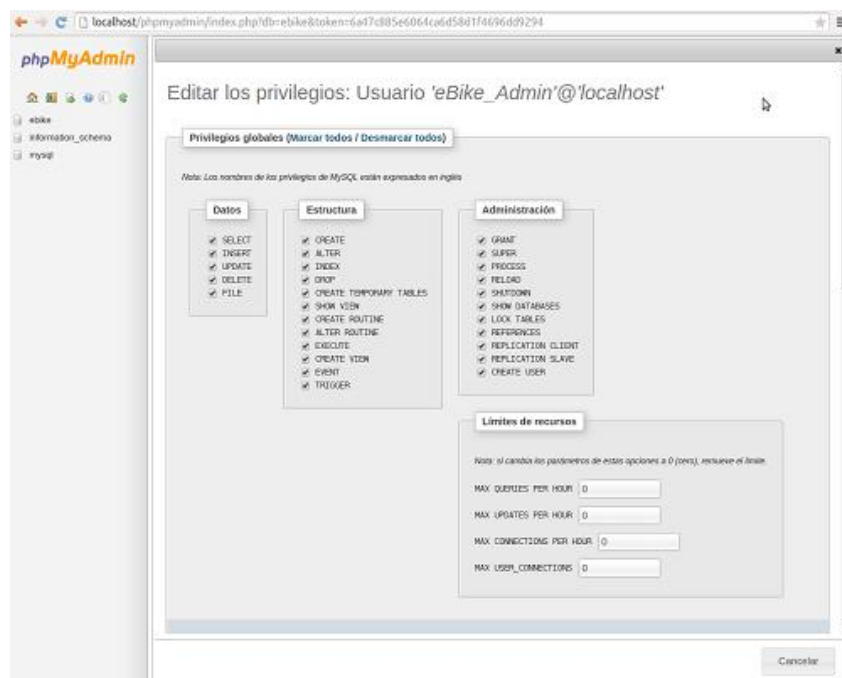 localhost/phpmyadmin/index.php?db=ebike&token=6a47c885e6064ca6d58d1f4696dd9294
phpMyAdmin
ebike
information_schema
mysql
Editar los privilegios: Usuario 'eBike_Admin'@'localhost'
Privilegios globales (Marcar todos / Desmarcar todos)
Nota: Los nombres de los privilegios de MySQL están expresados en inglés
Datos
SELECT
INSERT
UPDATE
DELETE
FILE
Estructura
CREATE
ALTER
INDEX
DROP
CREATE TEMPORARY TABLES
SHOW VIEW
CREATE ROUTINE
ALTER ROUTINE
EXECUTE
CREATE VIEW
EVENT
TRIGGER
Administración
GRANT
SUPER
PROCESS
RELOAD
SHUTDOWN
SHOW DATABASES
LOCK TABLES
REFERENCES
REPLICATION CLIENT
REPLICATION SLAVE
CREATE USER
Límites de recursos
Nota: si cambia los parámetros de estas opciones a 0 (cero), remueve el límite.
MAX QUERIES PER HOUR 0
MAX UPDATES PER HOUR 0
MAX CONNECTIONS PER HOUR 0
MAX USER_CONNECTIONS 0
Cancelar